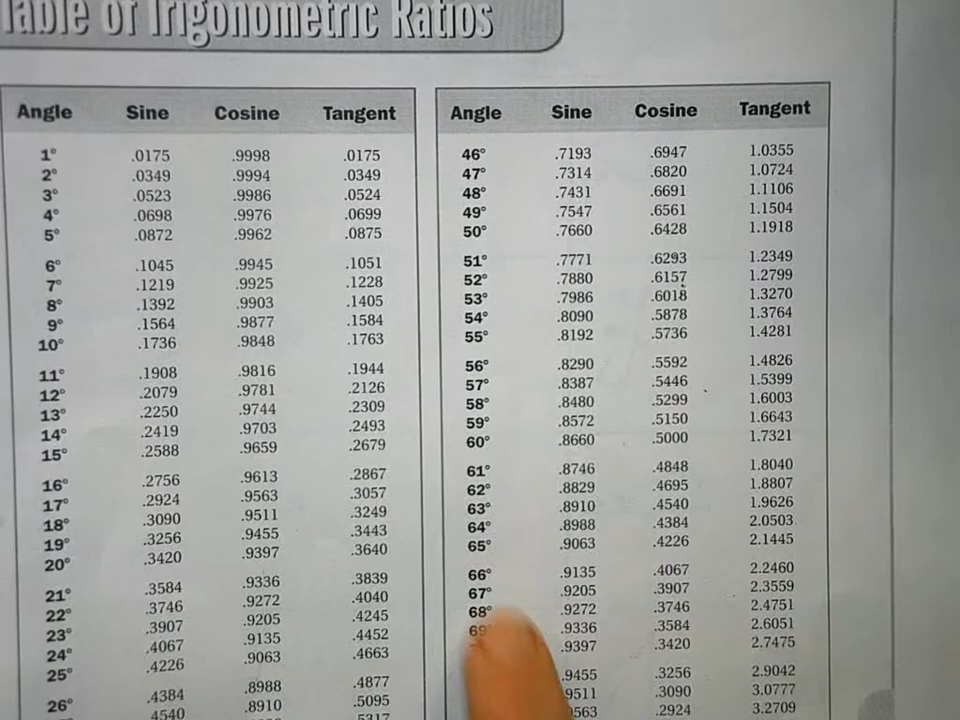 Table of Trigonometric Ratios
Angle Sine Cosine Tangent
1° .0175 .9998 .0175
2° .0349 .9994 .0349
3° .0523 .9986 .0524
4° .0698 .9976 .0699
5° .0872 .9962 .0875
6° .1045 .9945 .1051
7° .1219 .9925 .1228
8° .1392 .9903 .1405
9° .1564 .9877 .1584
10° .1736 .9848 .1763
11° .1908 .9816 .1944
12° .2079 .9781 .2126
13° .2250 .9744 .2309
14° .2419 .9703 .2493
15° .2588 .9659 .2679
16° .2756 .9613 .2867
17° .2924 .9563 .3057
18° .3090 .9511 .3249
19° .3256 .9455 .3443
20° .3420 .9397 .3640
21° .3584 .9336 .3839
22° .3746 .9272 .4040
23° .3907 .9205 .4245
24° .4067 .9135 .4452
25° .4226 .9063 .4663
26° .4384 .8988 .4877
.4540 .8910 .5095
.5317
Angle Sine Cosine Tangent
46° .7193 .6947 1.0355
47° .7314 .6820 1.0724
48° .7431 .6691 1.1106
49° .7547 .6561 1.1504
50° .7660 .6428 1.1918
51° .7771 .6293 1.2349
52° .7880 .6157 1.2799
53° .7986 .6018 1.3270
54° .8090 .5878 1.3764
55° .8192 .5736 1.4281
56° .8290 .5592 1.4826
57° .8387 .5446 1.5399
58° .8480 .5299 1.6003
59° .8572 .5150 1.6643
60° .8660 .5000 1.7321
61° .8746 .4848 1.8040
62° .8829 .4695 1.8807
63° .8910 .4540 1.9626
64° .8988 .4384 2.0503
65° .9063 .4226 2.1445
66° .9135 .4067 2.2460
67° .9205 .3907 2.3559
68° .9272 .3746 2.4751
69° .9336 .3584 2.6051
.9397 .3420 2.7475
.9455 .3256 2.9042
9511 .3090 3.0777
9563 .2924 3.2709